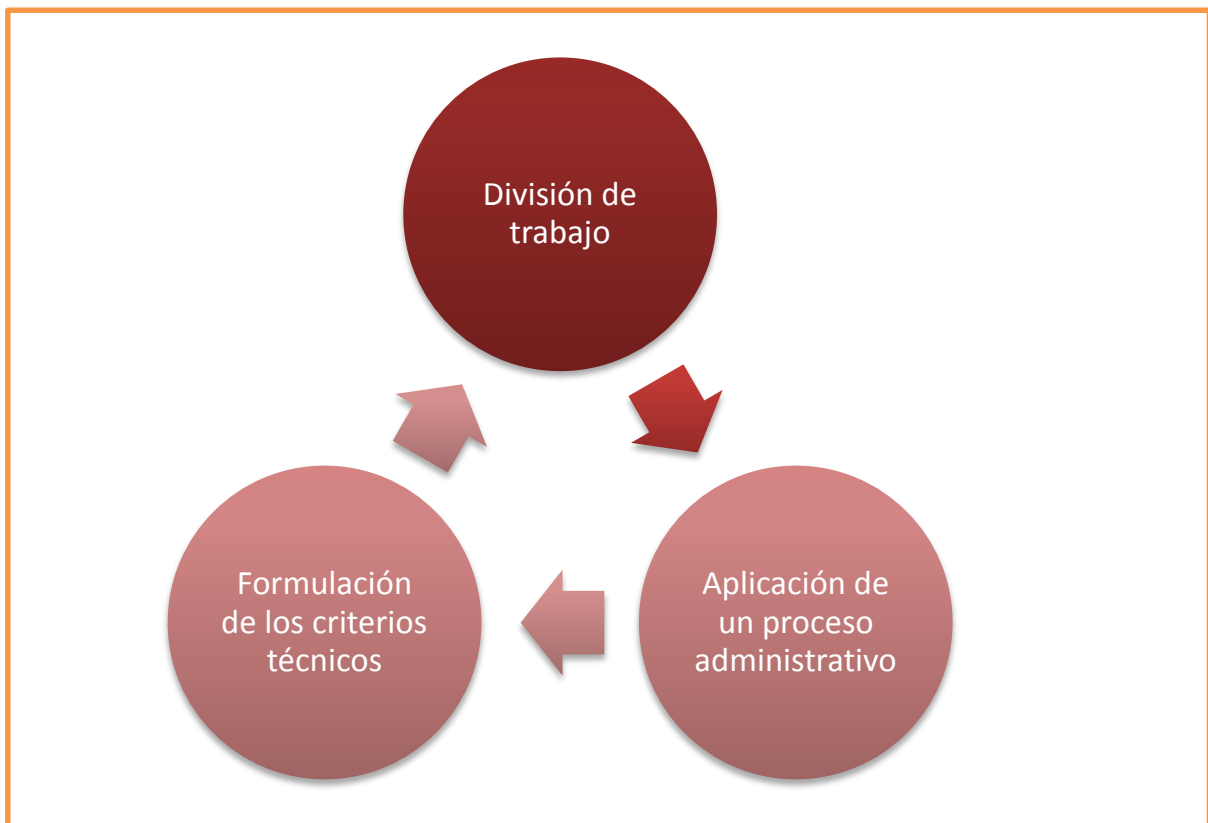 División de
trabajo
Formulación
de los criterios
técnicos
Aplicación de
un proceso
administrativo